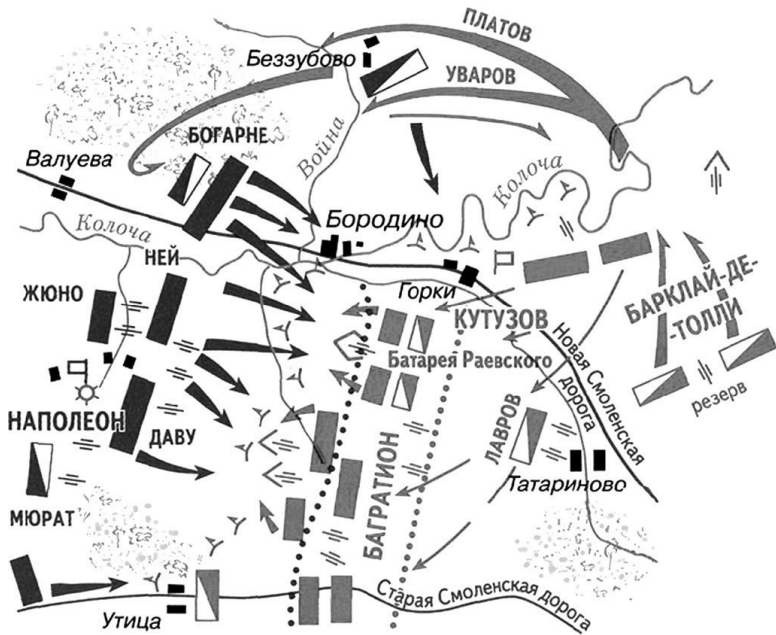 ПЛАТОВ
Беззубово
УВАРОВ
БОГАРНЕ
Война
Валуева
Колоча
Колоча
Бородино
НЕЙ
ЖЮНО
Горки
КУТУЗОВ
БАРКЛАЙ-ДЕ-
-ТОЛЛИ
Батарея Раевского
Новая Смоленская
дорога
резерв
НАПОЛЕОН
ДАВУ
ЛАВРОВ
БАГРАТИОН
Татариново
МЮРАТ
Утица
Старая Смоленская дорога